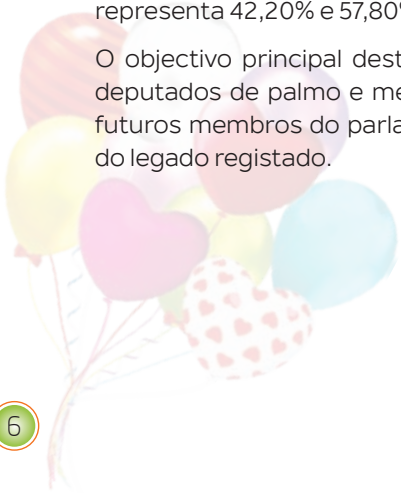 representa 42,20% e 57,80%
O objectivo principal dest
deputados de palmo e me
futuros membros do parla
do legado registado.
6